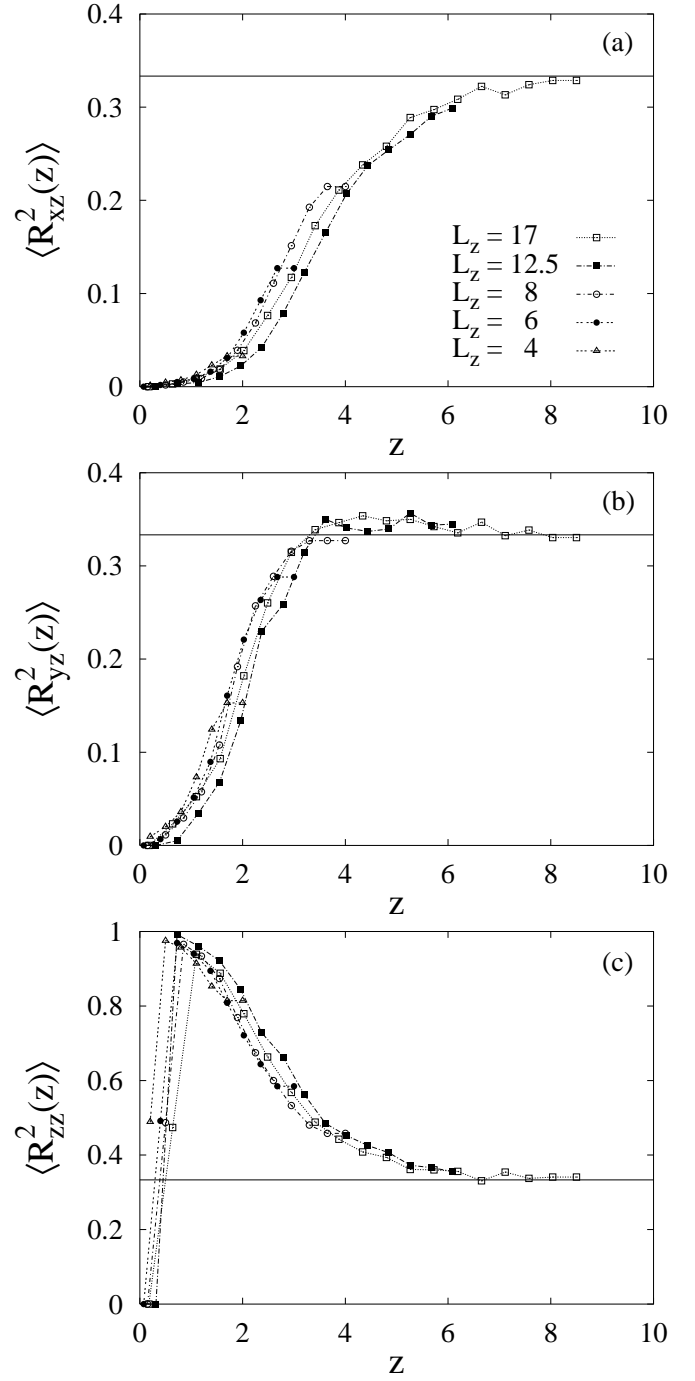 (a)
⟨R²xz(z)⟩
0.4
0.3
0.2
0.1
0
Lz = 17
Lz = 12.5
Lz = 8
Lz = 6
Lz = 4
0 2 4 6 8 10
z
(b)
⟨R²yz(z)⟩
0.4
0.3
0.2
0.1
0
0 2 4 6 8 10
z
(c)
⟨R²zz(z)⟩
1
0.8
0.6
0.4
0.2
0
0 2 4 6 8 10
z